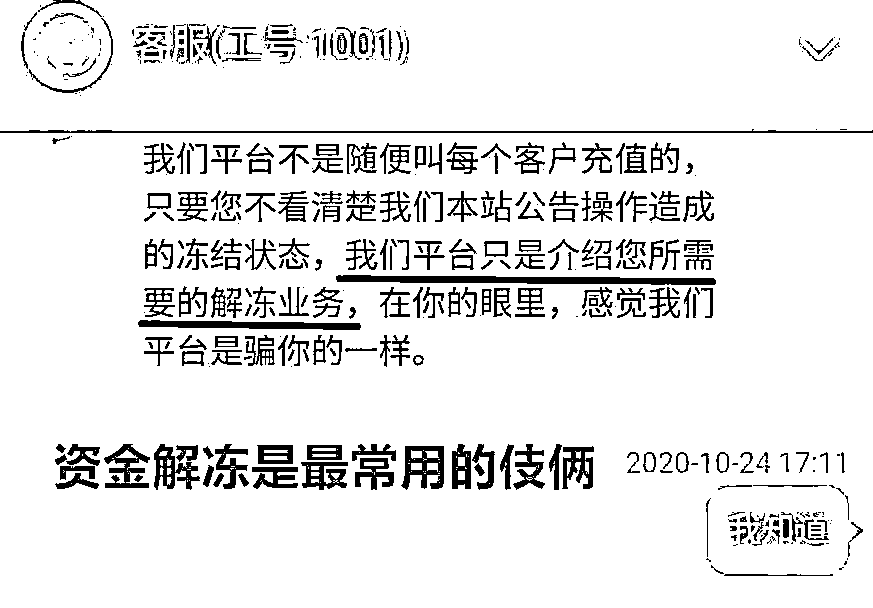 客服(工号 1001)
我们平台不是随便叫每个客户充值的，
只要您不看清楚我们本站公告操作造成
的冻结状态，我们平台只是介绍您所需
要的解冻业务，在你的眼里，感觉我们
平台是骗你的一样。
资金解冻是最常用的伎俩
2020-10-24 17:11
我知道